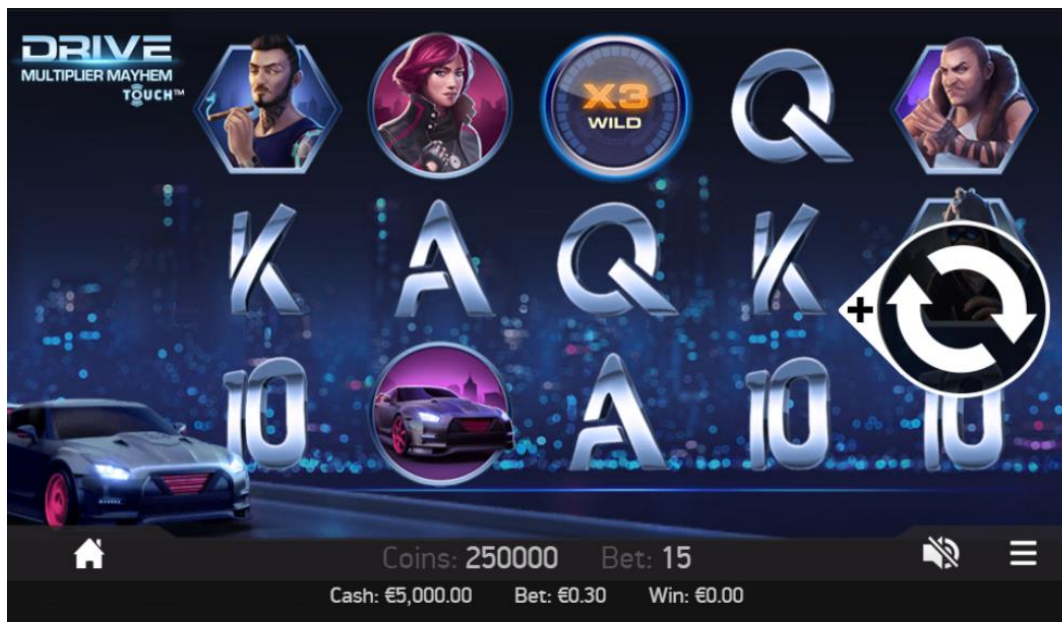 DRIVE
MULTIPLIER MAYHEM
TOUCH™
X3
WILD
Q
K A Q K
10 A 10 10
Coins: 250000 Bet: 15
Cash: €5,000.00 Bet: €0.30 Win: €0.00